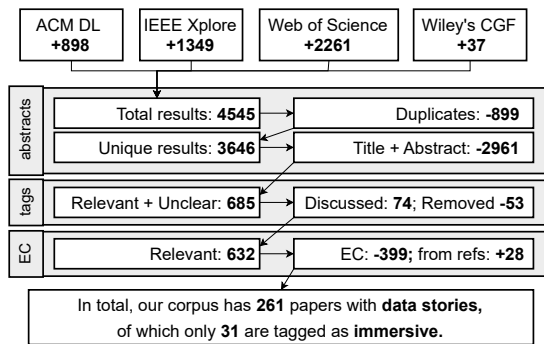 ACM DL
+898
IEEE Xplore
+1349
Web of Science
+2261
Wiley's CGF
+37
abstracts
Total results: 4545
Duplicates: -899
Unique results: 3646
Title + Abstract: -2961
tags
Relevant + Unclear: 685
Discussed: 74; Removed -53
EC
Relevant: 632
EC: -399; from refs: +28
In total, our corpus has 261 papers with data stories,
of which only 31 are tagged as immersive.